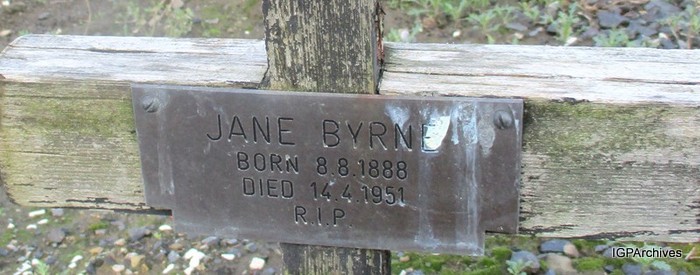 JANE BYRNE
BORN 8.8.1888
DIED 14.4.1951
R.I.P.
IGPArchives